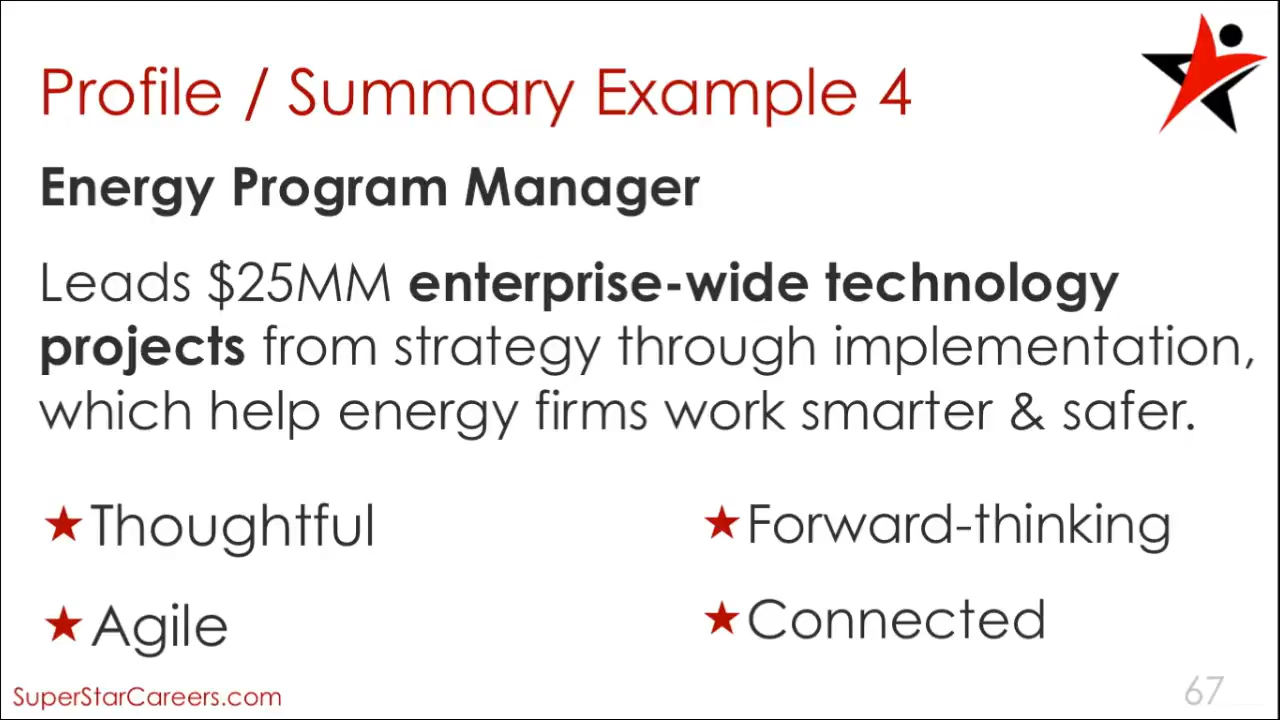 Profile / Summary Example 4
Energy Program Manager
Leads $25MM enterprise-wide technology
projects from strategy through implementation,
which help energy firms work smarter & safer.
Thoughtful
Forward-thinking
Agile
Connected
SuperStarCareers.com
67